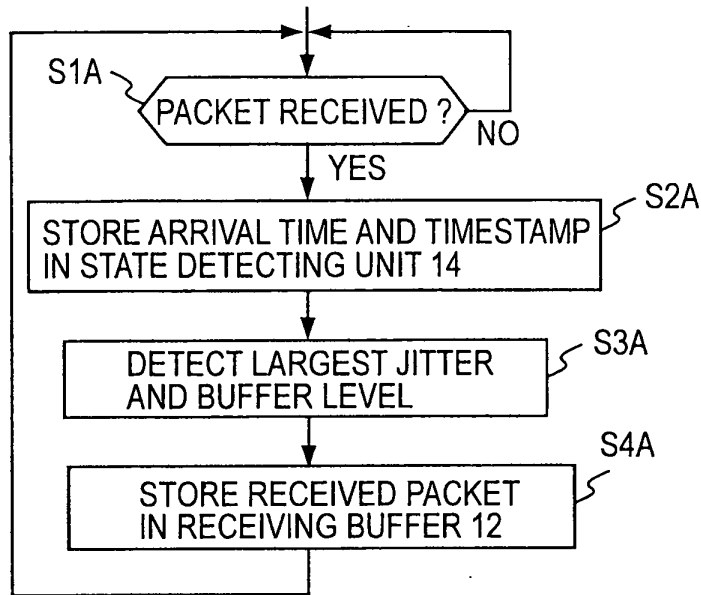 S1A
PACKET RECEIVED ?
NO
YES
S2A
STORE ARRIVAL TIME AND TIMESTAMP
IN STATE DETECTING UNIT 14
S3A
DETECT LARGEST JITTER
AND BUFFER LEVEL
S4A
STORE RECEIVED PACKET
IN RECEIVING BUFFER 12